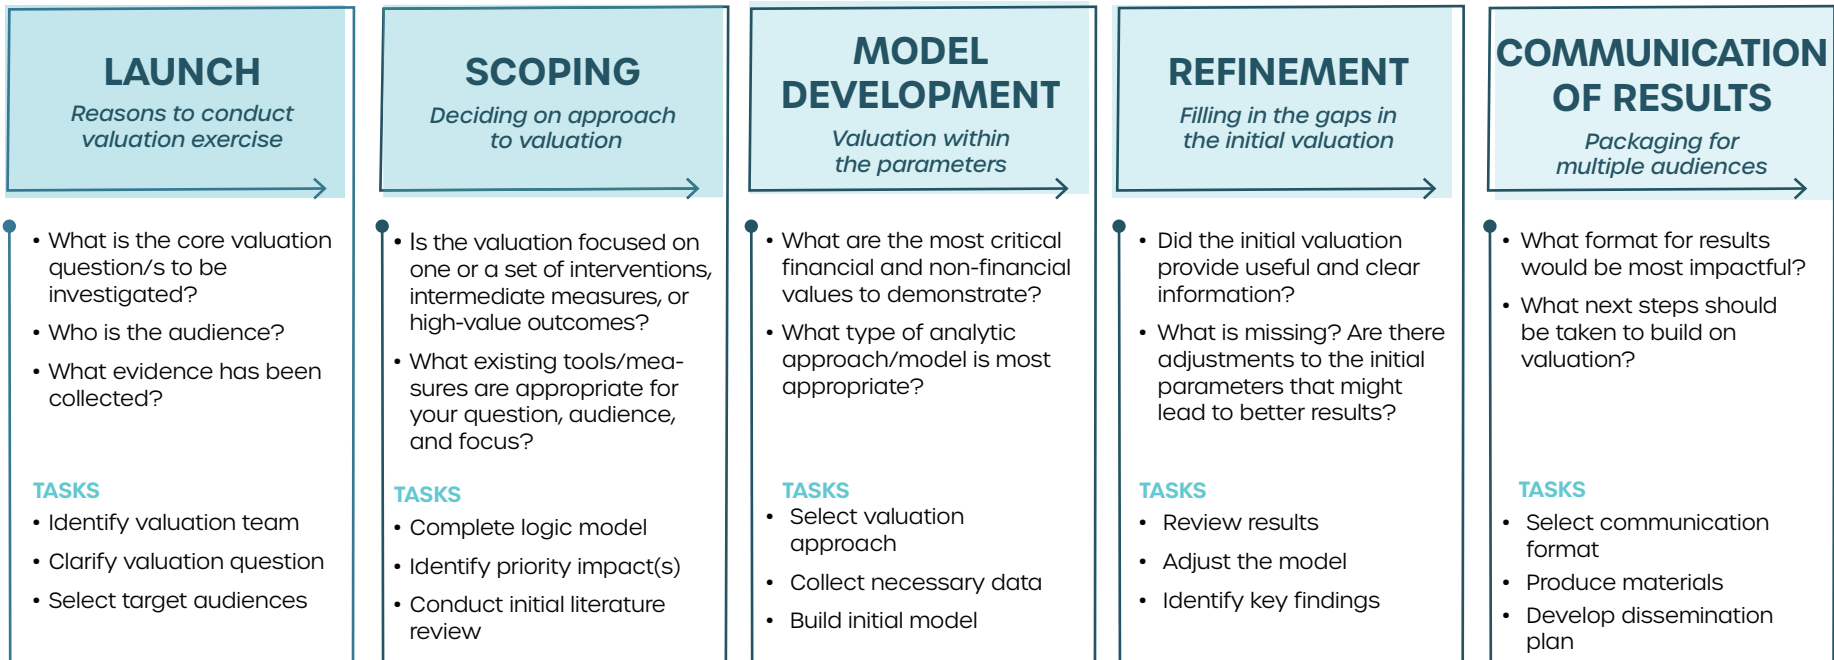 LAUNCH
Reasons to conduct
valuation exercise
• What is the core valuation
question/s to be
investigated?
• Who is the audience?
• What evidence has been
collected?
TASKS
• Identify valuation team
• Clarify valuation question
• Select target audiences
SCOPING
Deciding on approach
to valuation
• Is the valuation focused on
one or a set of interventions,
intermediate measures, or
high-value outcomes?
• What existing tools/mea-
sures are appropriate for
your question, audience,
and focus?
TASKS
• Complete logic model
• Identify priority impact(s)
• Conduct initial literature
review
MODEL
DEVELOPMENT
Valuation within
the parameters
• What are the most critical
financial and non-financial
values to demonstrate?
• What type of analytic
approach/model is most
appropriate?
TASKS
• Select valuation
approach
• Collect necessary data
• Build initial model
REFINEMENT
Filling in the gaps in
the initial valuation
• Did the initial valuation
provide useful and clear
information?
• What is missing? Are there
adjustments to the initial
parameters that might
lead to better results?
TASKS
• Review results
• Adjust the model
• Identify key findings
COMMUNICATION
OF RESULTS
Packaging for
multiple audiences
• What format for results
would be most impactful?
• What next steps should
be taken to build on
valuation?
TASKS
• Select communication
format
• Produce materials
• Develop dissemination
plan